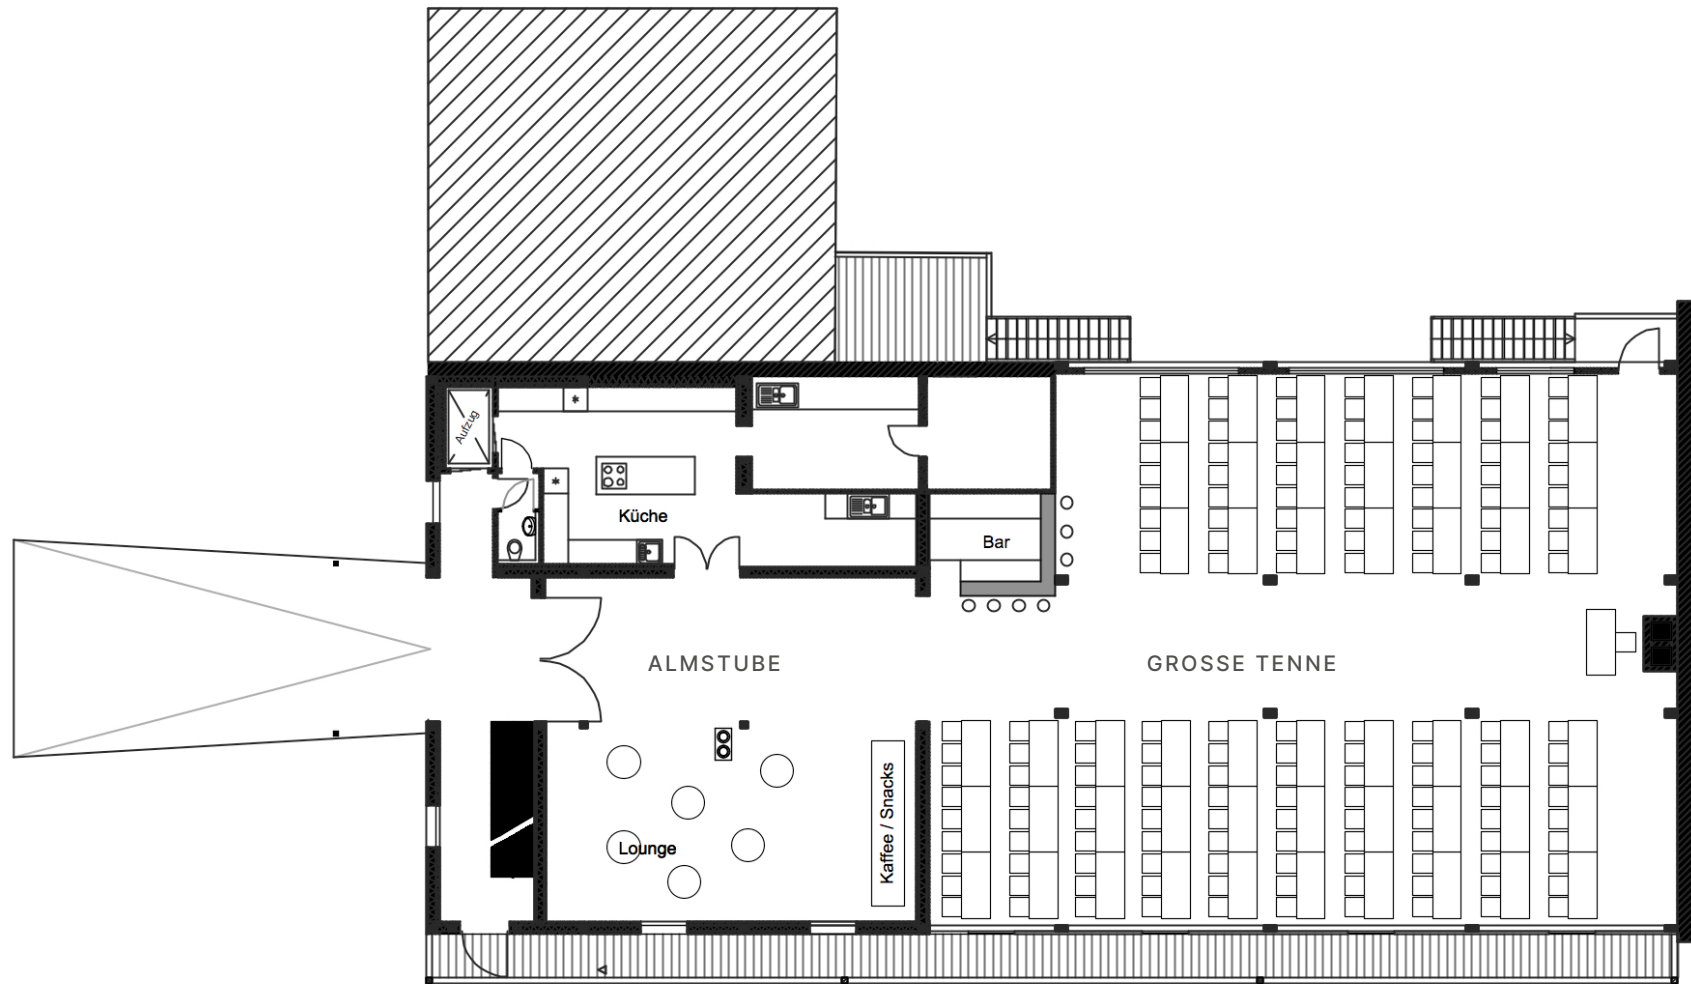 Aufzug
Küche
Bar
ALMSTUBE
GROSSE TENNE
Kaffee / Snacks
Lounge